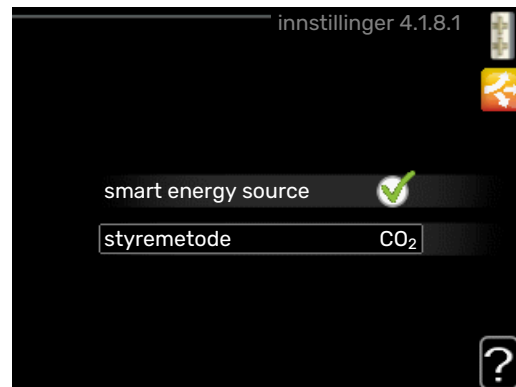 innstillinger 4.1.8.1
smart energy source
styremetode CO₂
?